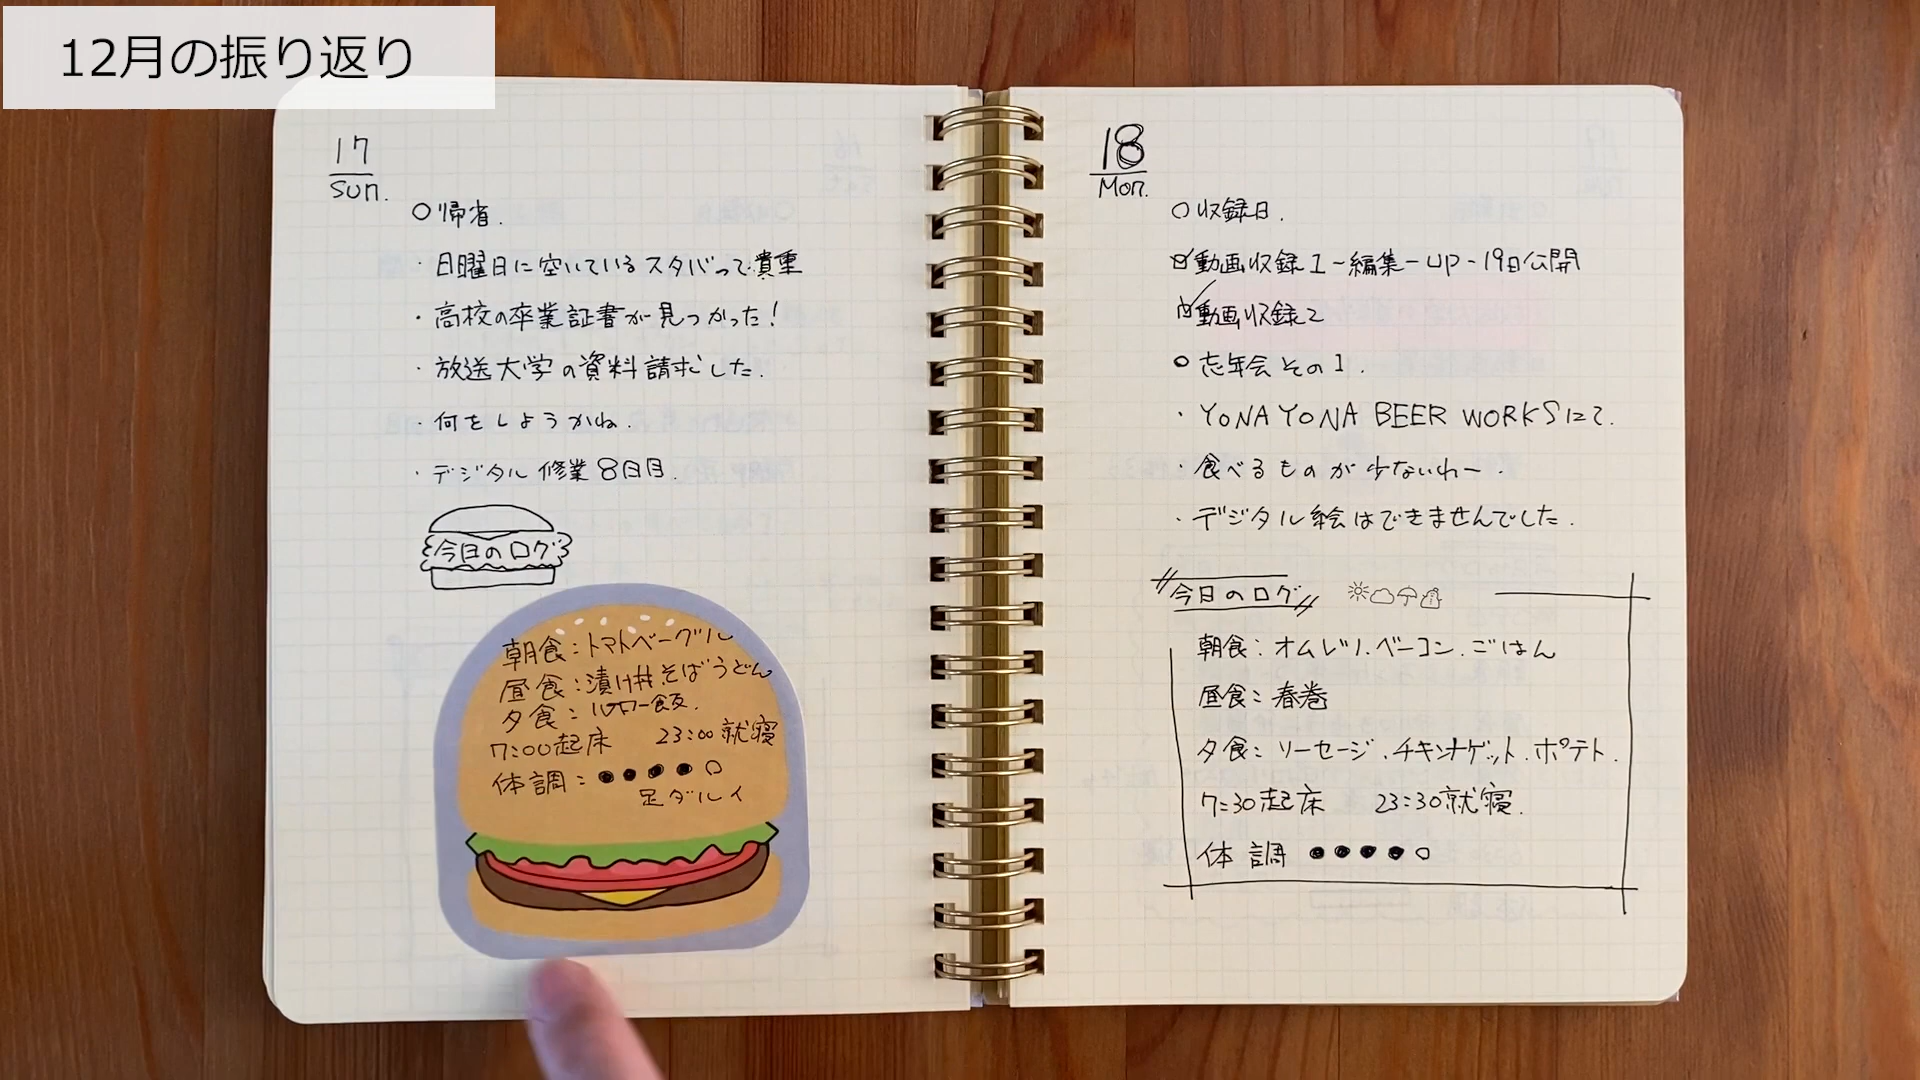 12月の振り返り
17
Sun.
○帰省.
・日曜日に空いているスタバって貴重
・高校の卒業証書が見つかった!
・放送大学の資料請求した.
・何をしようかね.
・デジタル修業8日目.
今日のログ
朝食:トマトベーグル
昼食:漬け丼そばうどん
夕食:ルーロー飯.
7:00起床 23:00就寝
体調:●●●●○
足ダルイ
18
Mon.
○収録日.
動画収録1-編集-UP-19日公開
動画収録2
○忘年会その1.
・YONA YONA BEER WORKSにて.
・食べるものが少ないわー.
・デジタル絵はできませんでした.
今日のログ
朝食:オムレツ.ベーコン.ごはん
昼食:春巻
夕食:ソーセージ.チキンナゲット.ポテト.
7:30起床 23:30就寝.
体調 ●●●●○